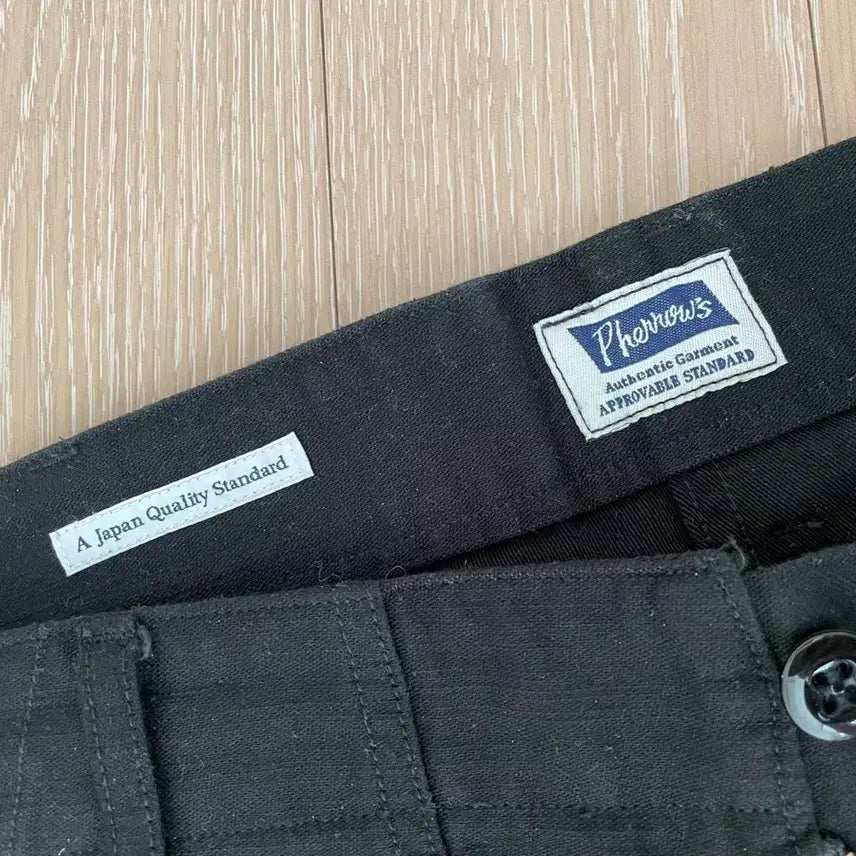 Pherrow's
Authentic Garment
APPROVABLE STANDARD
A Japan Quality Standard